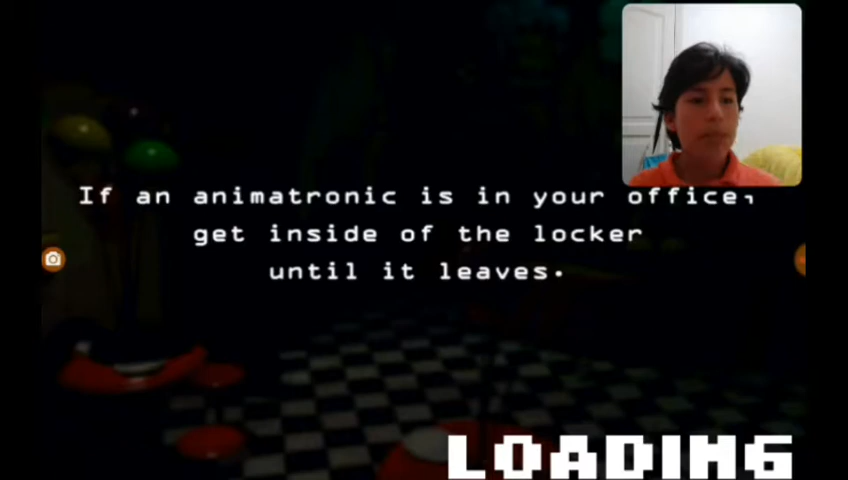 If an animatronic is in your office,
get inside of the locker
until it leaves.
LOADING